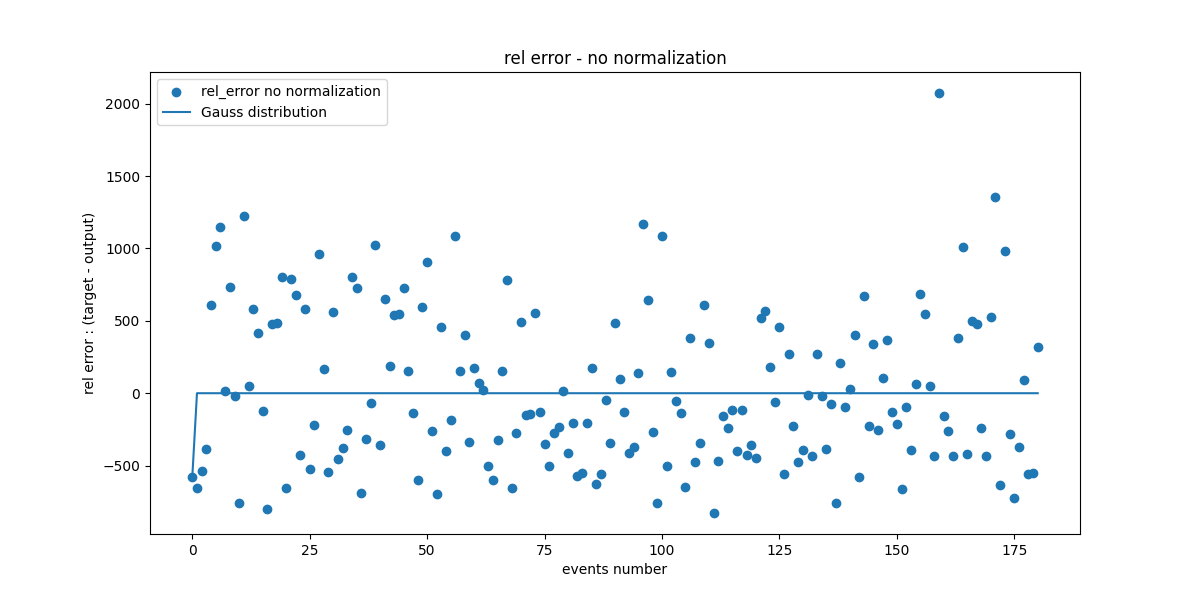 rel error - no normalization
rel_error no normalization
Gauss distribution
2000
1500
1000
500
0
−500
rel error : (target - output)
0
25
50
75
100
125
150
175
events number